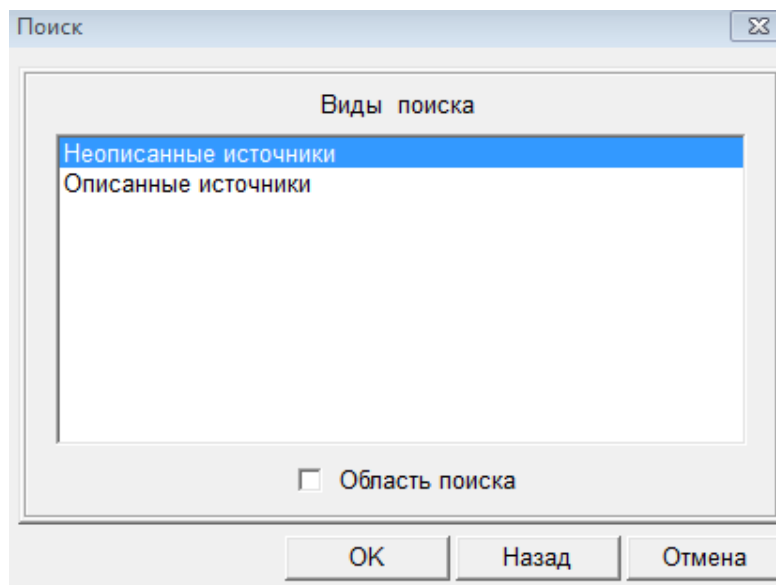 Поиск
Виды поиска
Неописанные источники
Описанные источники
Область поиска
OK Назад Отмена